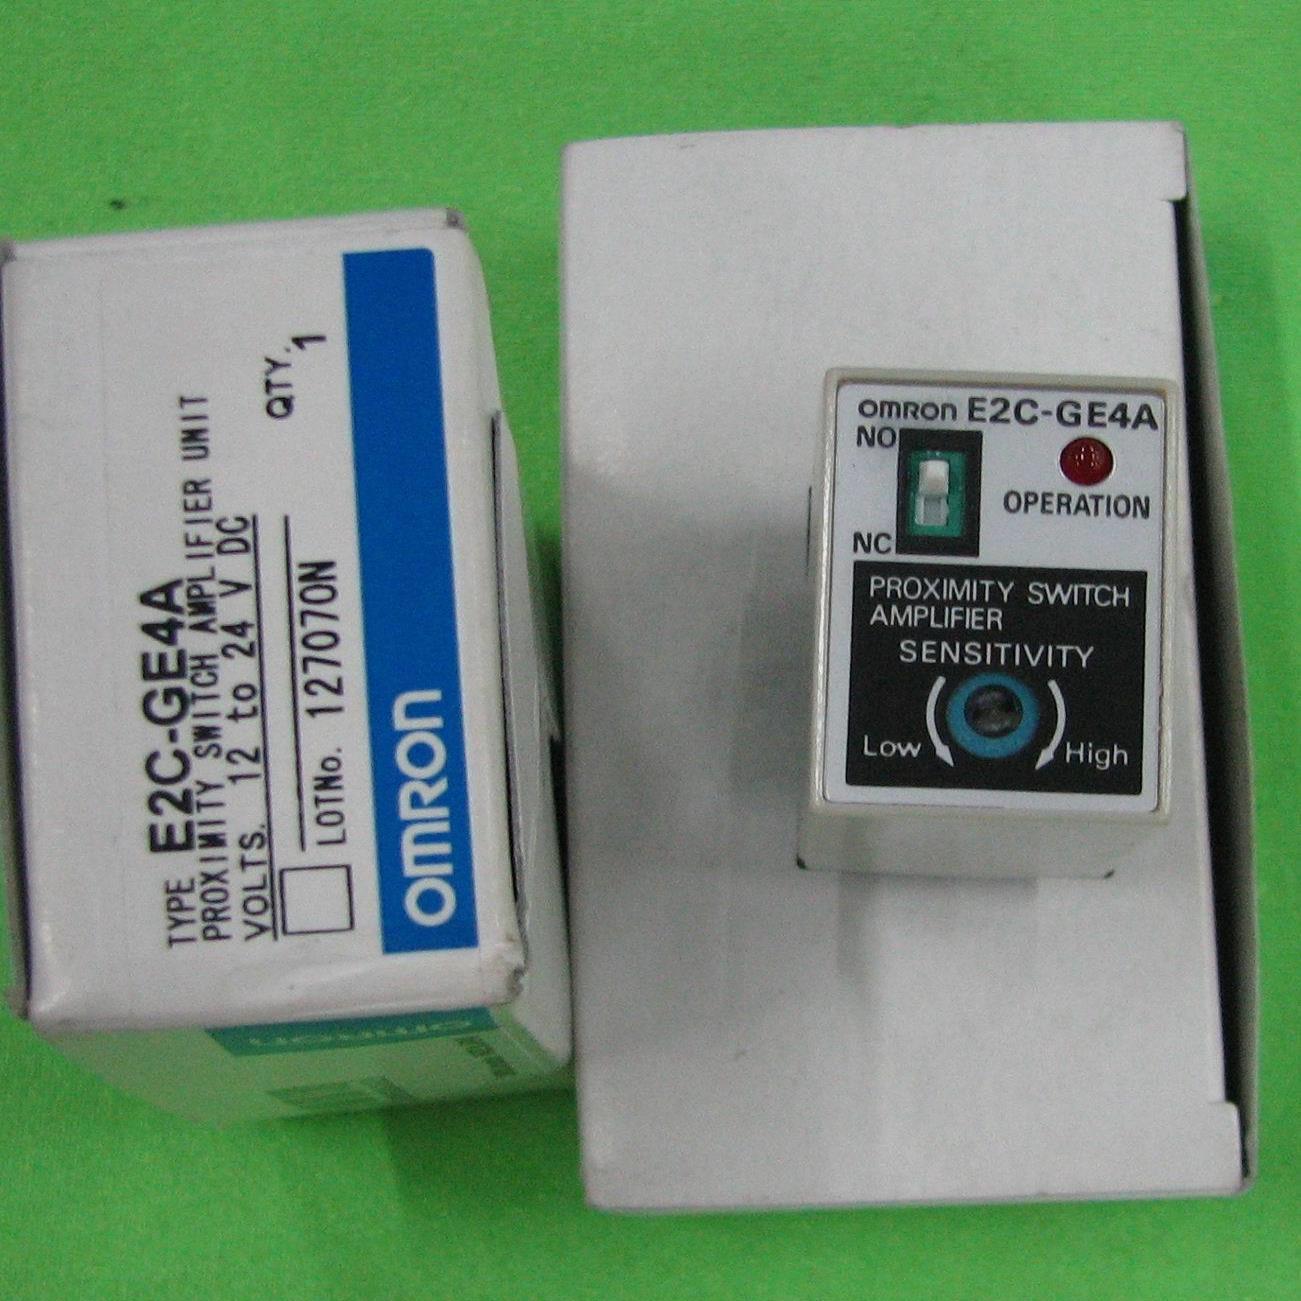 TYPE E2C-GE4A
PROXIMITY SWITCH AMPLIFIER UNIT
VOLTS. 12 to 24 V DC
QTY. 1
LOTNo. 127070N
OMRON
OMRON
OMRON E2C-GE4A
NO
OPERATION
NC
PROXIMITY SWITCH
AMPLIFIER
SENSITIVITY
Low High